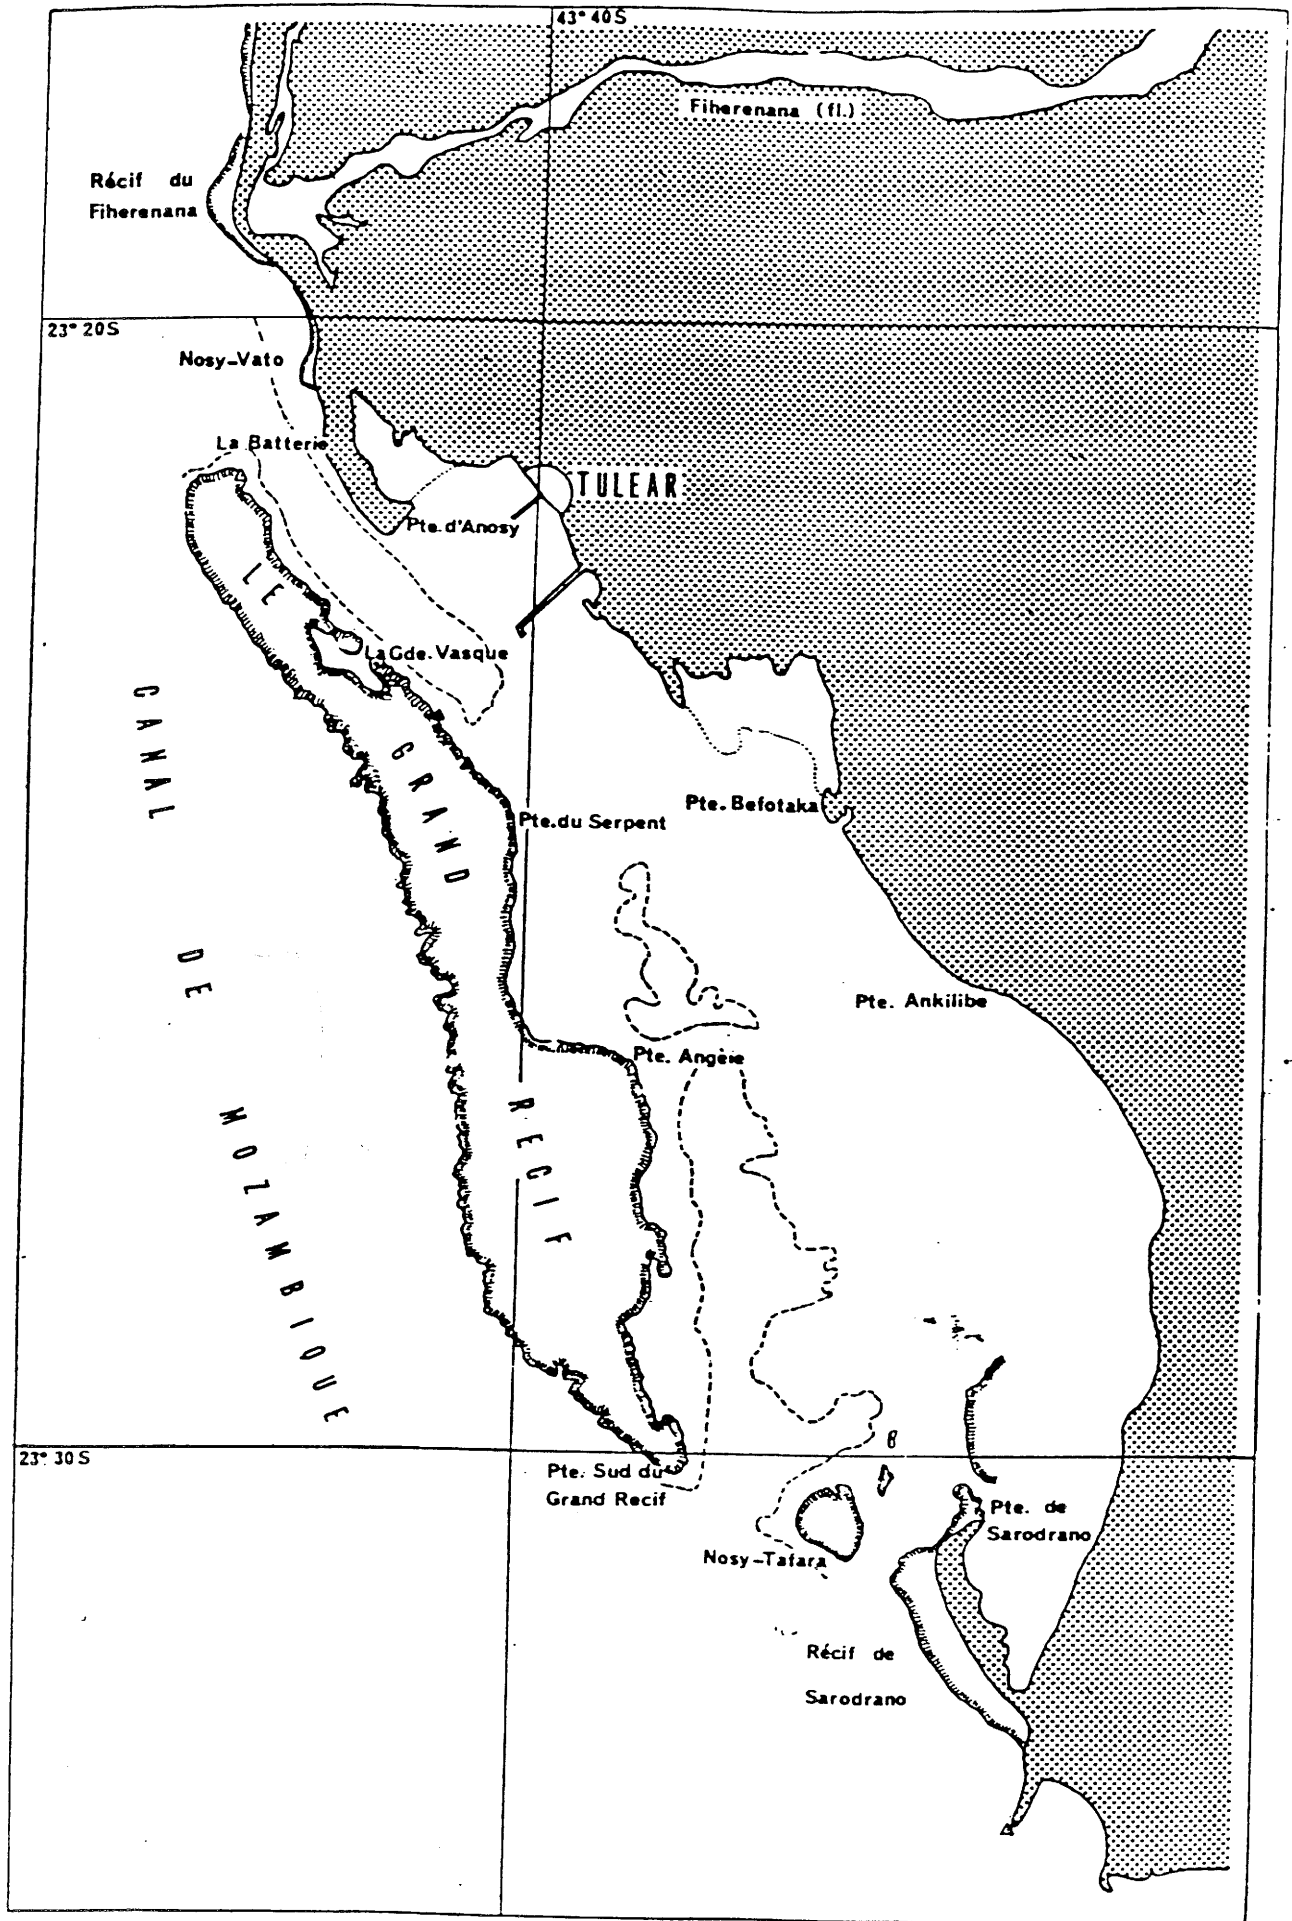 43° 40 S
Fiherenana (fl.)
Récif du
Fiherenana
23° 20 S
Nosy-Vato
La Batterie
TULEAR
Pte. d'Anosy
La Gde. Vasque
LE GRAND RECIF
CANAL DE MOZAMBIQUE
Pte. du Serpent
Pte. Befotaka
Pte. Ankilibe
Pte. Angèie
23° 30 S
Pte. Sud du
Grand Recif
Pte. de
Sarodrano
Nosy-Tafara
Récif de
Sarodrano